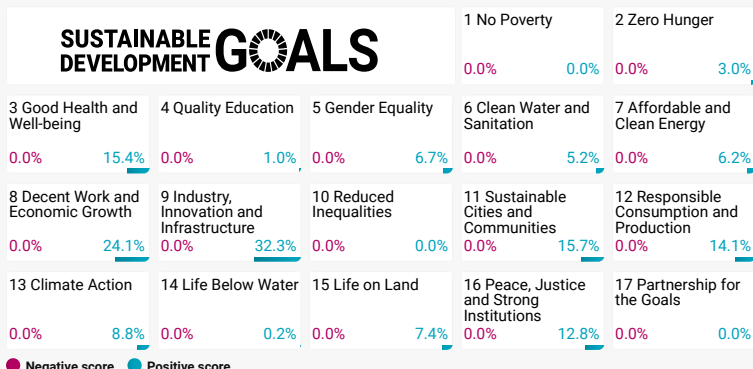 SUSTAINABLE
DEVELOPMENT
GOALS
1 No Poverty
0.0% 0.0%
2 Zero Hunger
0.0% 3.0%
3 Good Health and
Well-being
0.0% 15.4%
4 Quality Education
0.0% 1.0%
5 Gender Equality
0.0% 6.7%
6 Clean Water and
Sanitation
0.0% 5.2%
7 Affordable and
Clean Energy
0.0% 6.2%
8 Decent Work and
Economic Growth
0.0% 24.1%
9 Industry,
Innovation and
Infrastructure
0.0% 32.3%
10 Reduced
Inequalities
0.0% 0.0%
11 Sustainable
Cities and
Communities
0.0% 15.7%
12 Responsible
Consumption and
Production
0.0% 14.1%
13 Climate Action
0.0% 8.8%
14 Life Below Water
0.0% 0.2%
15 Life on Land
0.0% 7.4%
16 Peace, Justice
and Strong
Institutions
0.0% 12.8%
17 Partnership for
the Goals
0.0% 0.0%
Negative score Positive score